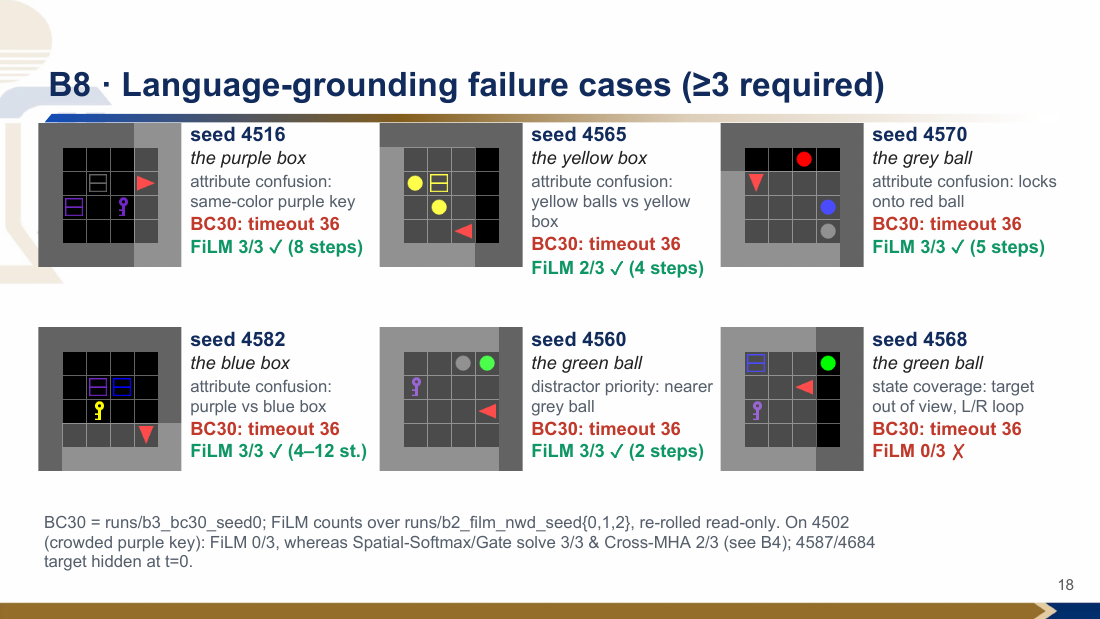 B8 · Language-grounding failure cases (≥3 required)
seed 4516
the purple box
attribute confusion:
same-color purple key
BC30: timeout 36
FiLM 3/3 ✓ (8 steps)
seed 4565
the yellow box
attribute confusion:
yellow balls vs yellow
box
BC30: timeout 36
FiLM 2/3 ✓ (4 steps)
seed 4570
the grey ball
attribute confusion: locks
onto red ball
BC30: timeout 36
FiLM 3/3 ✓ (5 steps)
seed 4582
the blue box
attribute confusion:
purple vs blue box
BC30: timeout 36
FiLM 3/3 ✓ (4–12 st.)
seed 4560
the green ball
distractor priority: nearer
grey ball
BC30: timeout 36
FiLM 3/3 ✓ (2 steps)
seed 4568
the green ball
state coverage: target
out of view, L/R loop
BC30: timeout 36
FiLM 0/3 ✗
BC30 = runs/b3_bc30_seed0; FiLM counts over runs/b2_film_nwd_seed{0,1,2}, re-rolled read-only. On 4502
(crowded purple key): FiLM 0/3, whereas Spatial-Softmax/Gate solve 3/3 & Cross-MHA 2/3 (see B4); 4587/4684
target hidden at t=0.
18